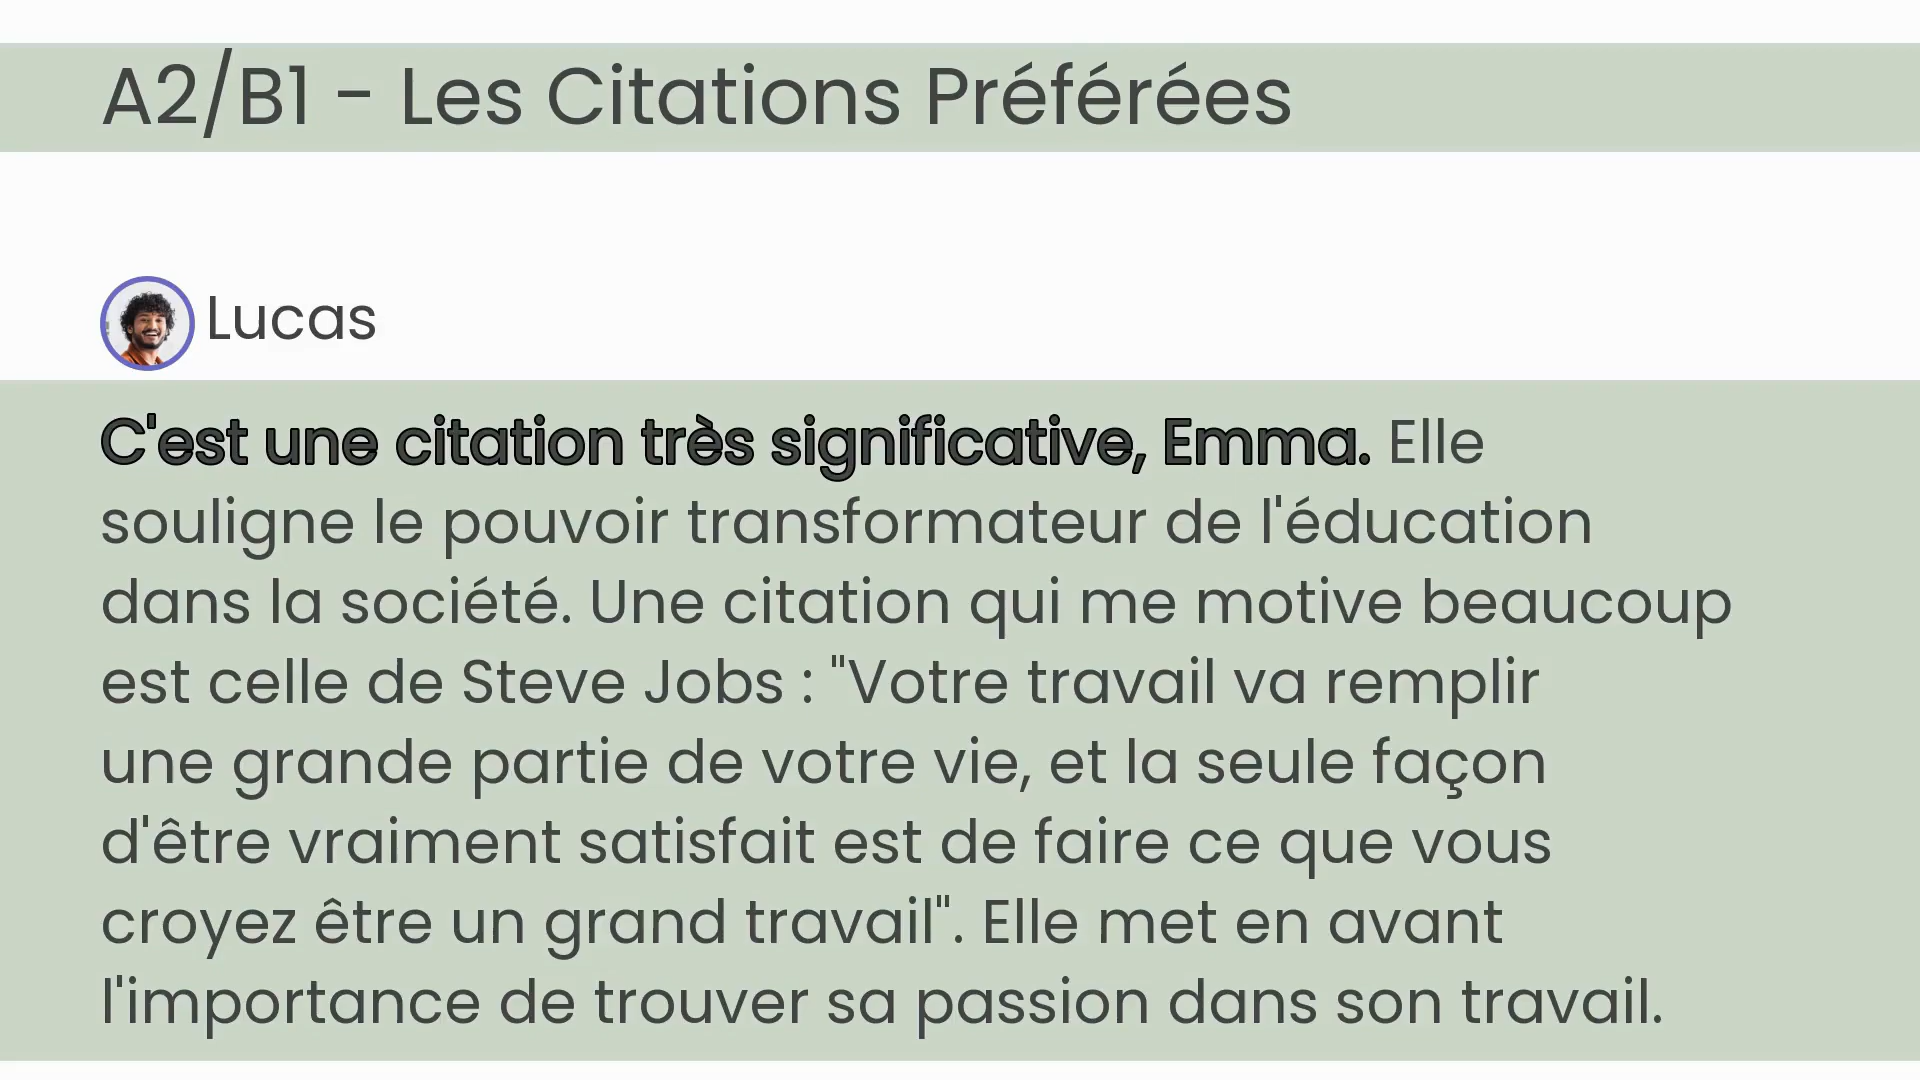 A2/B1 - Les Citations Préférées
Lucas
C'est une citation très significative, Emma. Elle
souligne le pouvoir transformateur de l'éducation
dans la société. Une citation qui me motive beaucoup
est celle de Steve Jobs : "Votre travail va remplir
une grande partie de votre vie, et la seule façon
d'être vraiment satisfait est de faire ce que vous
croyez être un grand travail". Elle met en avant
l'importance de trouver sa passion dans son travail.